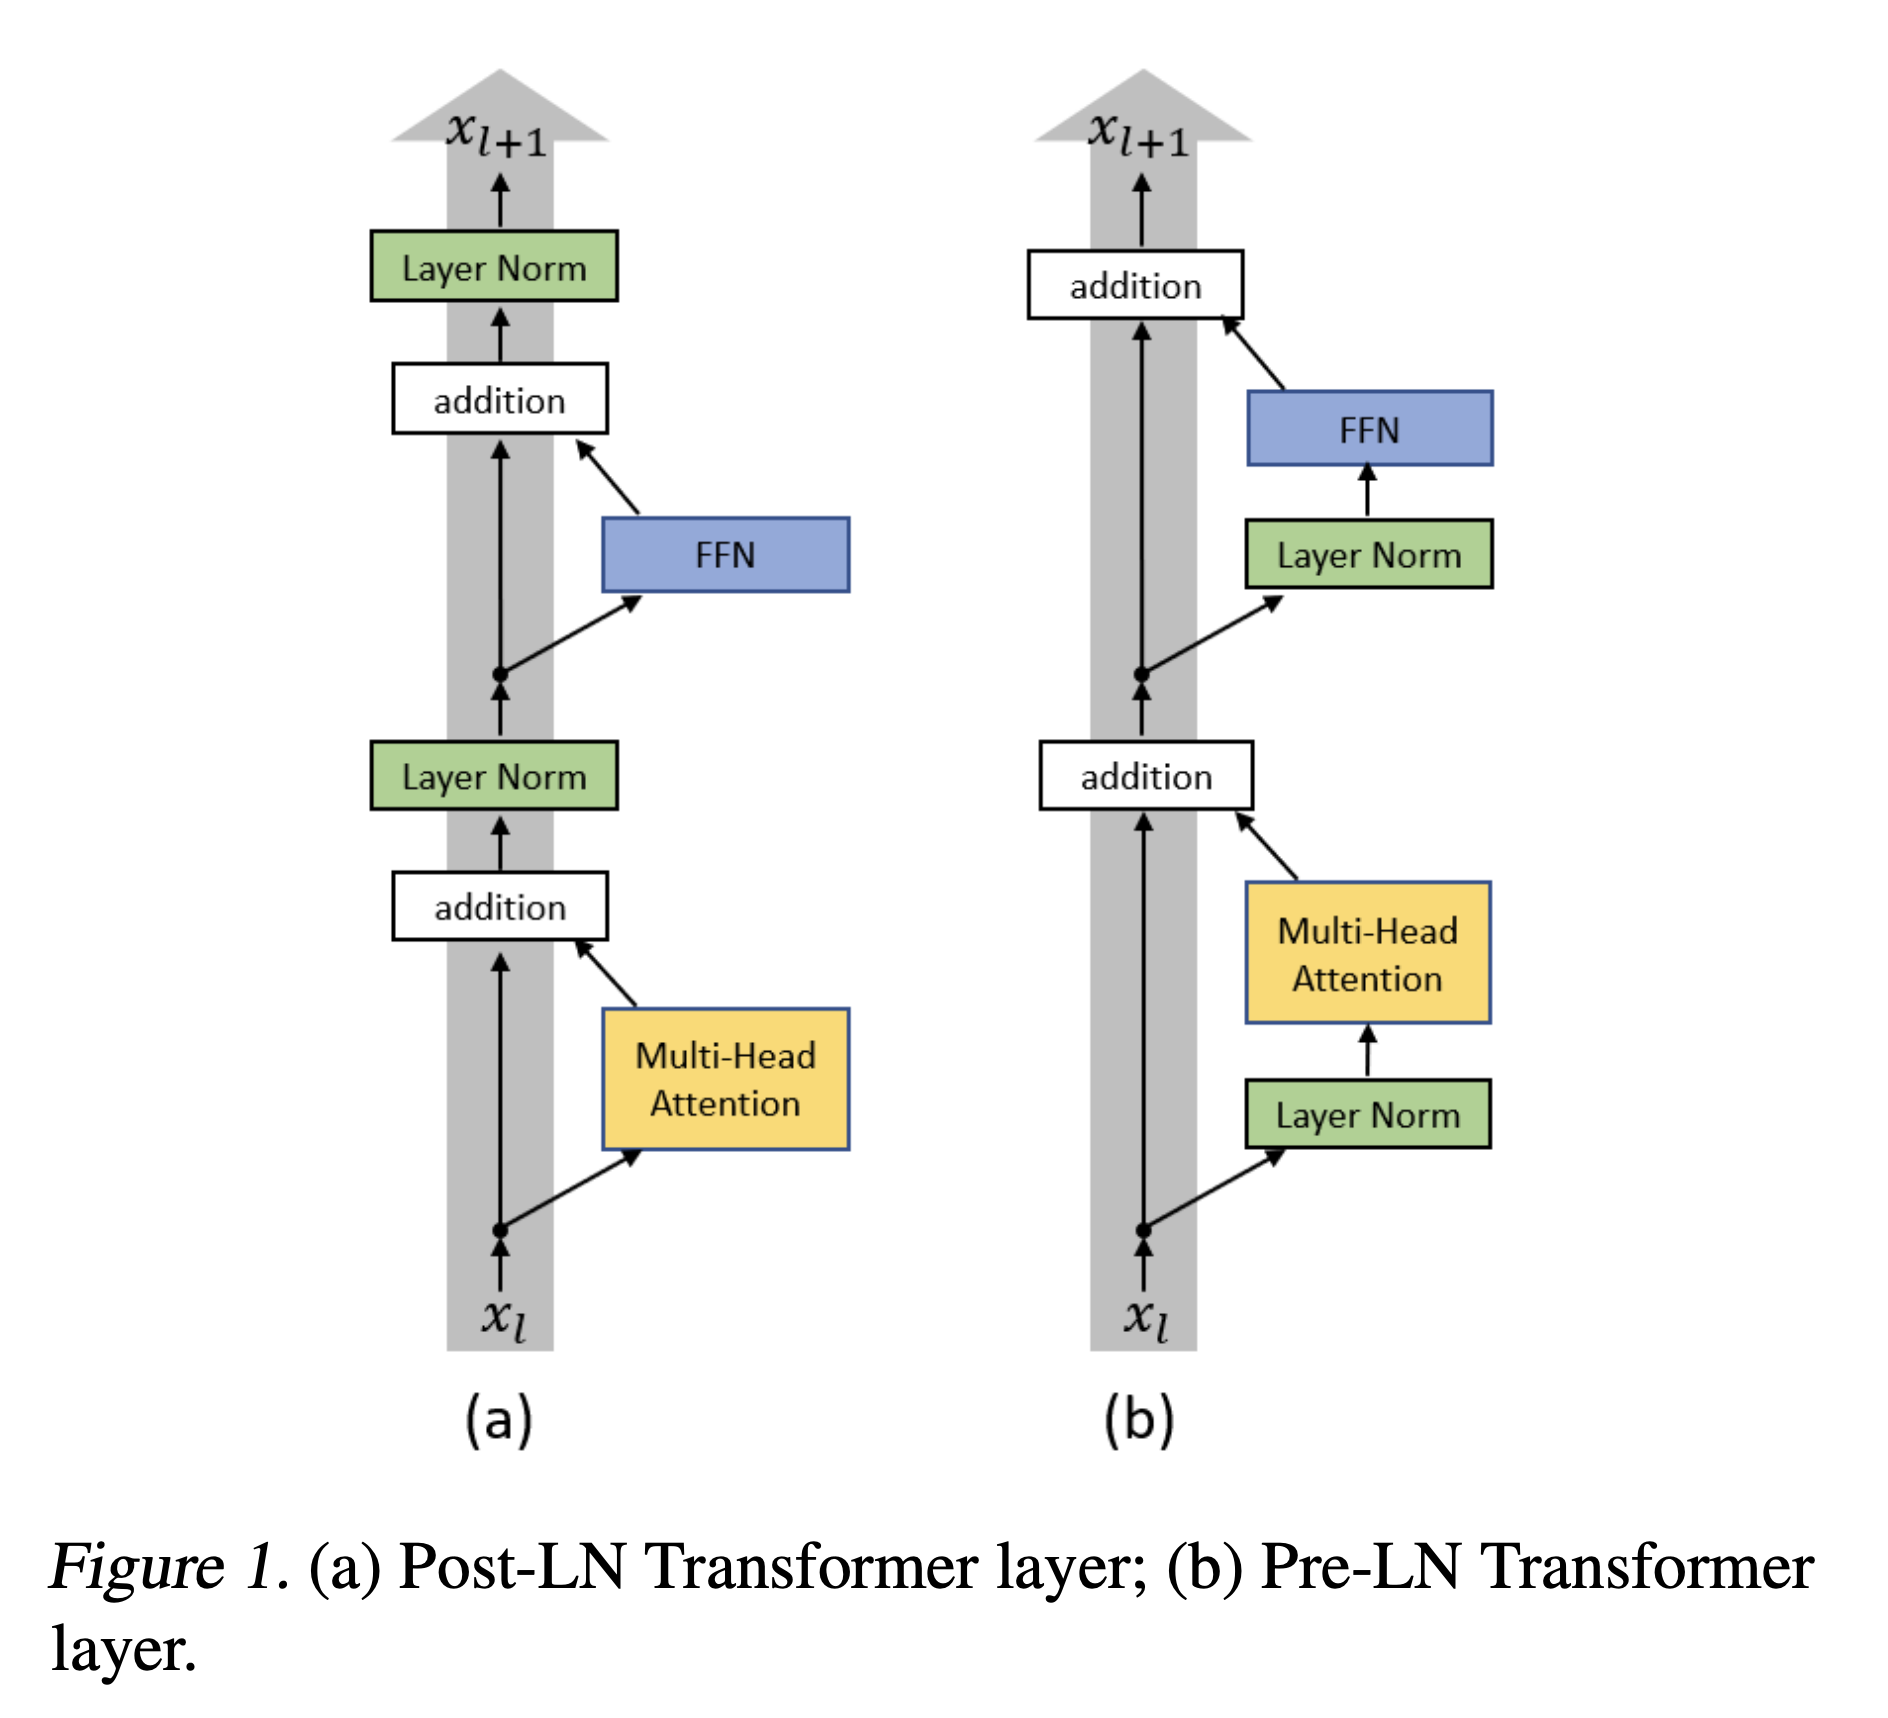 x_{l+1}
Layer Norm
addition
FFN
Layer Norm
addition
Multi-Head
Attention
x_l
(a)
x_{l+1}
addition
FFN
Layer Norm
addition
Multi-Head
Attention
Layer Norm
x_l
(b)
Figure 1. (a) Post-LN Transformer layer; (b) Pre-LN Transformer
layer.